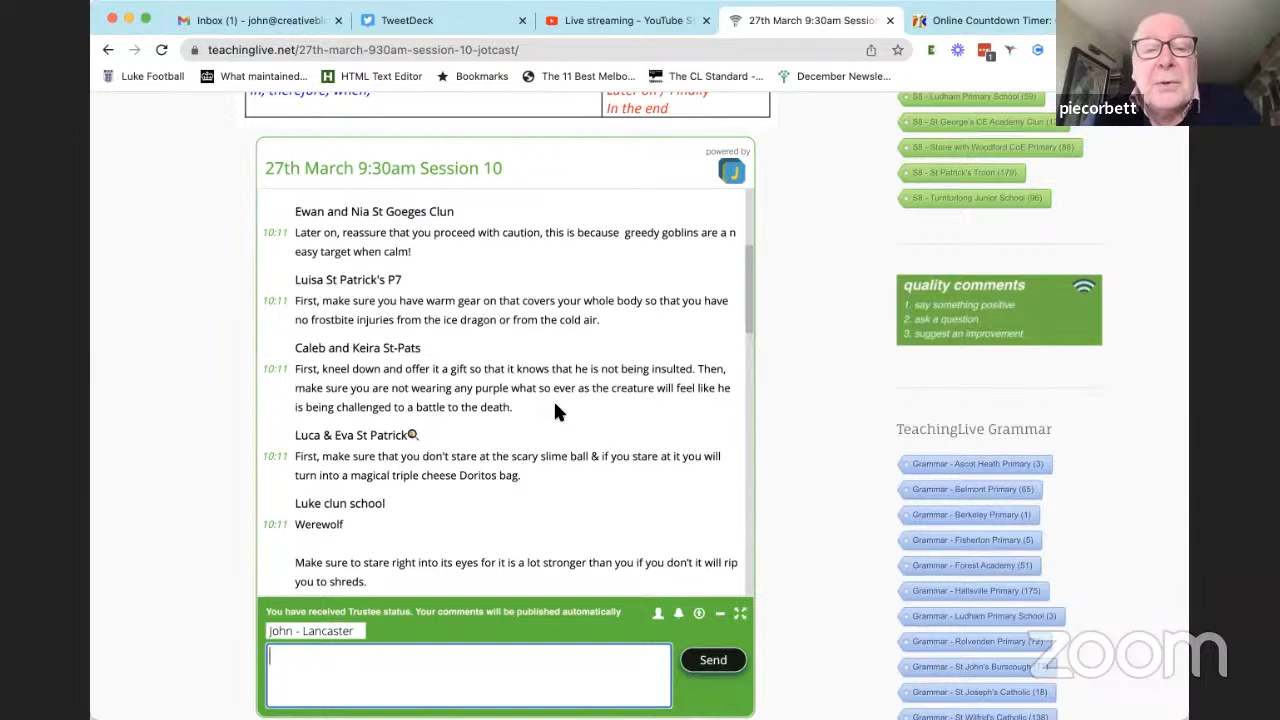 Inbox (1) – john@creativeblo
TweetDeck
Live streaming - YouTube S
27th March 9:30am Sessio
Online Countdown Timer:
teachinglive.net/27th-march-930am-session-10-jotcast/
1
Luke Football
What maintained...
HTML Text Editor
Bookmarks
The 11 Best Melbo...
The CL Standard -...
December Newsle...
piecorbett
in, therefore, when,
Later on / Finally
In the end
27th March 9:30am Session 10
powered by
J
Ewan and Nia St Goeges Clun
10:11 Later on, reassure that you proceed with caution, this is because greedy goblins are a n
easy target when calm!
Luisa St Patrick's P7
10:11 First, make sure you have warm gear on that covers your whole body so that you have
no frostbite injuries from the ice dragon or from the cold air.
Caleb and Keira St-Pats
10:11 First, kneel down and offer it a gift so that it knows that he is not being insulted. Then,
make sure you are not wearing any purple what so ever as the creature will feel like he
is being challenged to a battle to the death.
Luca & Eva St Patrick
10:11 First, make sure that you don't stare at the scary slime ball & if you stare at it you will
turn into a magical triple cheese Doritos bag.
Luke clun school
10:11 Werewolf
Make sure to stare right into its eyes for it is a lot stronger than you if you don't it will rip
you to shreds.
You have received Trustee status. Your comments will be published automatically
John - Lancaster
Send
S8 - Ludham Primary School (59)
S8 - St George's CE Academy Clun
S8 - Stone with Woodford CoE Primary (86)
S8 - St Patrick's Troon (179)
S8 - Turnfurlong Junior School (96)
quality comments
1. say something positive
2. ask a question
3. suggest an improvement
TeachingLive Grammar
Grammar - Ascot Heath Primary (3)
Grammar - Belmont Primary (65)
Grammar - Berkeley Primary (1)
Grammar - Fisherton Primary (5)
Grammar - Forest Academy (51)
Grammar - Hallsville Primary (175)
Grammar - Ludham Primary School (3)
Grammar - Rolvenden Primary (72)
Grammar - St John's Burscough
Grammar - St Joseph's Catholic (18)
Grammar - St Wilfrid's Catholic (138)
zoom